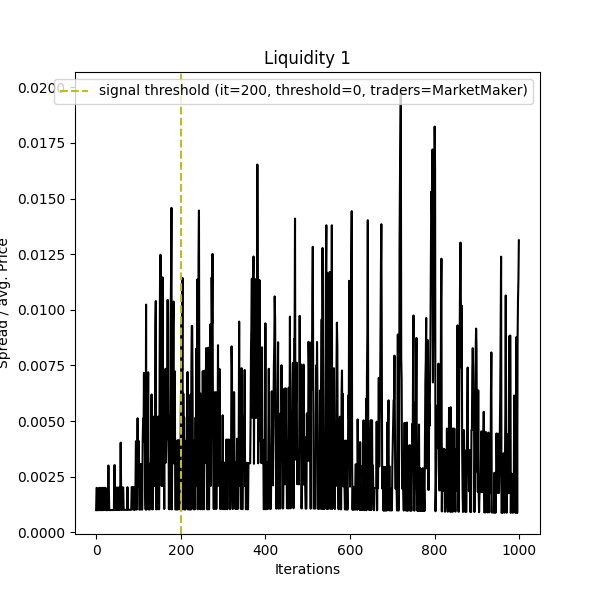 Liquidity 1
signal threshold (it=200, threshold=0, traders=MarketMaker)
0.0200
0.0175
0.0150
0.0125
0.0100
0.0075
0.0050
0.0025
0.0000
Spread / avg. Price
0 200 400 600 800 1000
Iterations